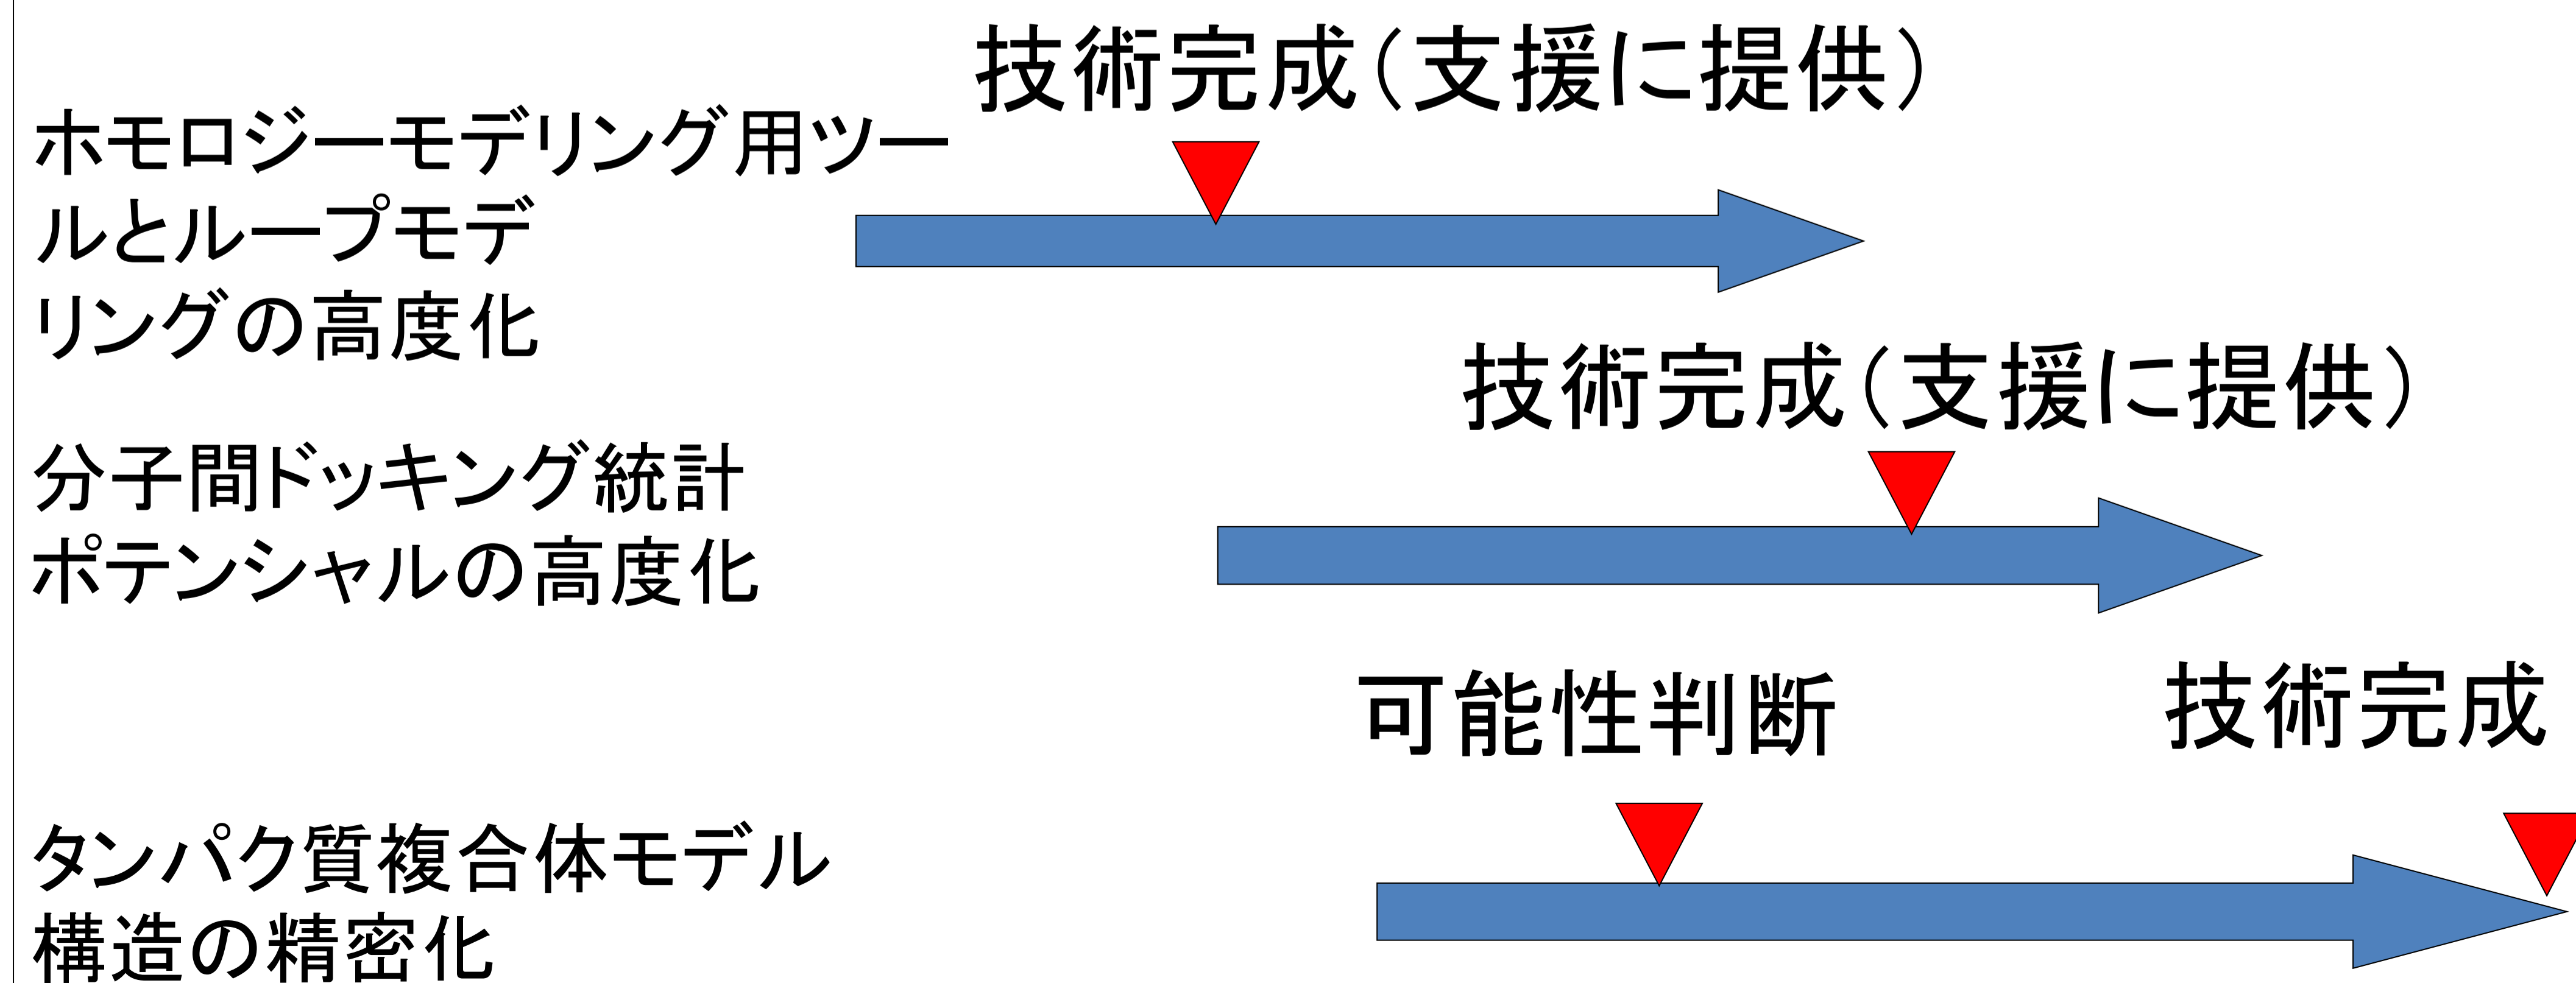 技術完成(支援に提供)
ホモロジーモデリング用ツー
ルとループモデ
リングの高度化
技術完成(支援に提供)
分子間ドッキング統計
ポテンシャルの高度化
可能性判断
技術完成
タンパク質複合体モデル
構造の精密化